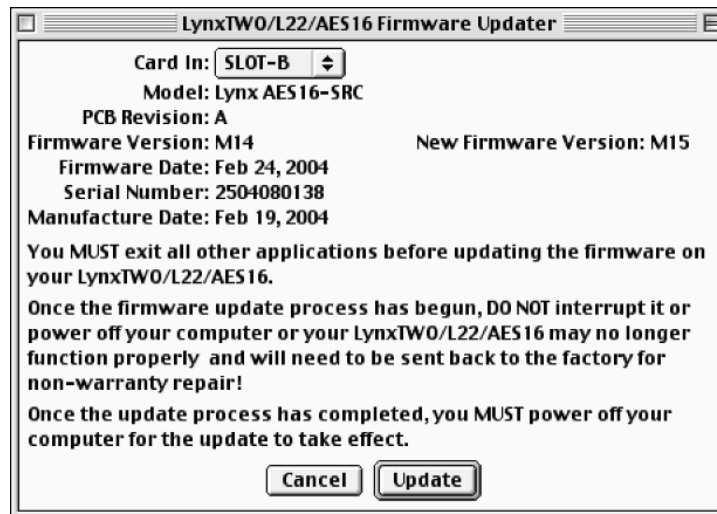 LynxTWO/L22/AES16 Firmware Updater
Card In: SLOT-B
Model: Lynx AES16-SRC
PCB Revision: A
Firmware Version: M14 New Firmware Version: M15
Firmware Date: Feb 24, 2004
Serial Number: 2504080138
Manufacture Date: Feb 19, 2004
You MUST exit all other applications before updating the firmware on
your LynxTWO/L22/AES16.
Once the firmware update process has begun, DO NOT interrupt it or
power off your computer or your LynxTWO/L22/AES16 may no longer
function properly and will need to be sent back to the factory for
non-warranty repair!
Once the update process has completed, you MUST power off your
computer for the update to take effect.
Cancel Update